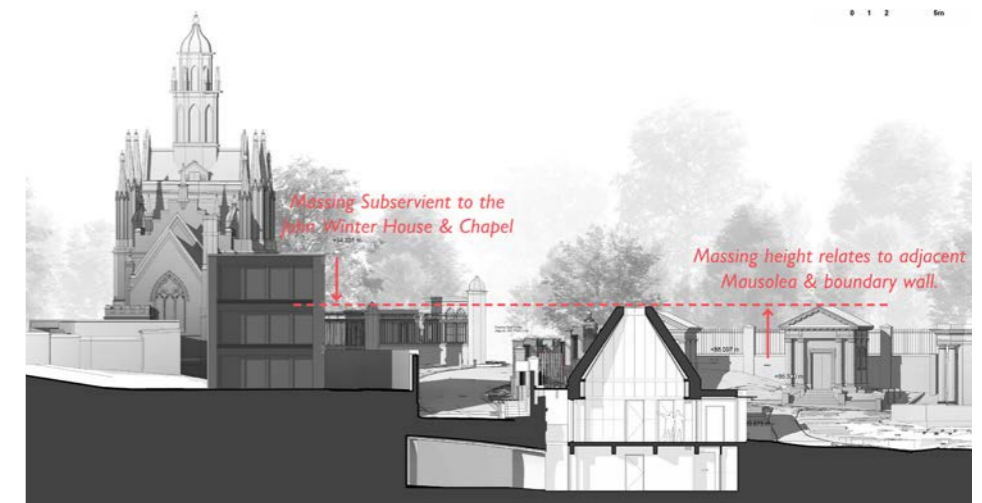 0 1 2 5m
Massing Subservient to the
John Winter House & Chapel
Massing height relates to adjacent
Mausolea & boundary wall.